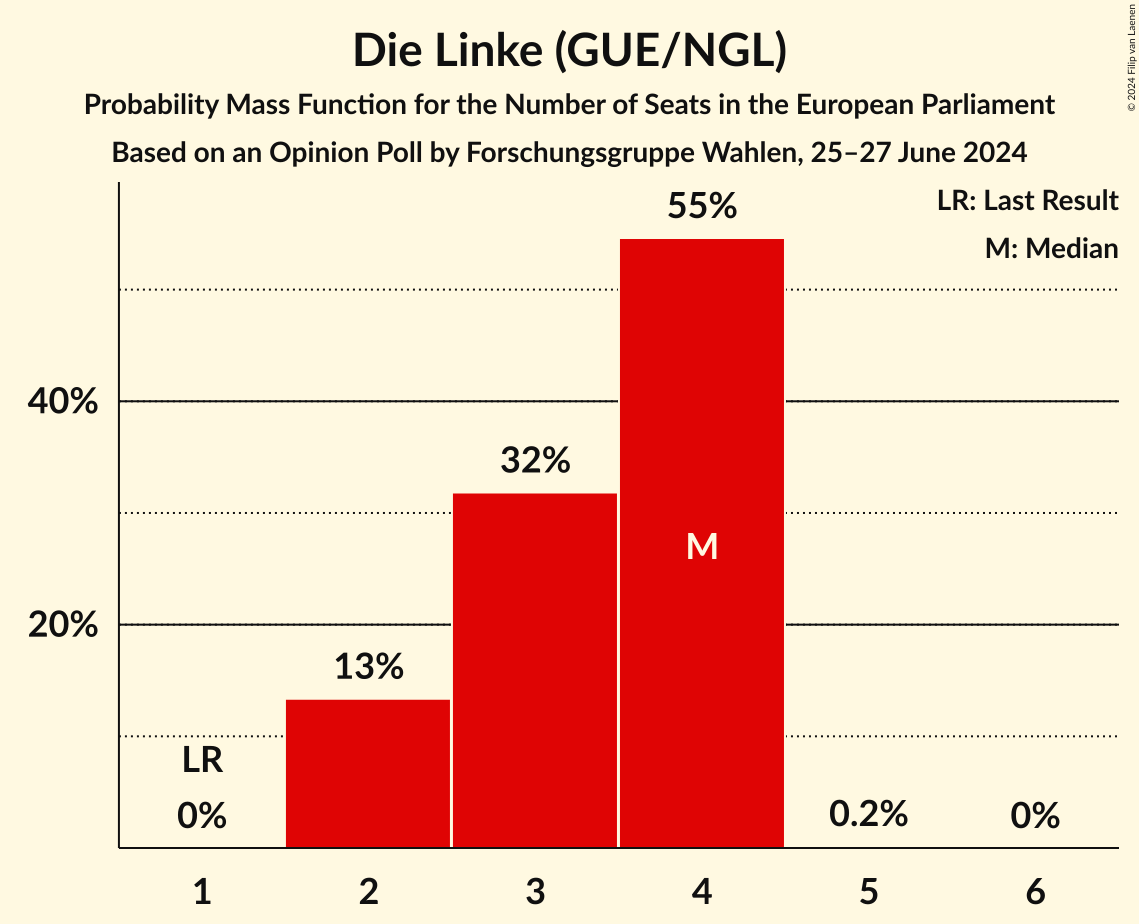 Die Linke (GUE/NGL)
Probability Mass Function for the Number of Seats in the European Parliament
Based on an Opinion Poll by Forschungsgruppe Wahlen, 25–27 June 2024
© 2024 Filip van Laenen
LR: Last Result
M: Median
55%
40%
32%
M
20%
13%
LR
0%
0.2%
0%
1 2 3 4 5 6